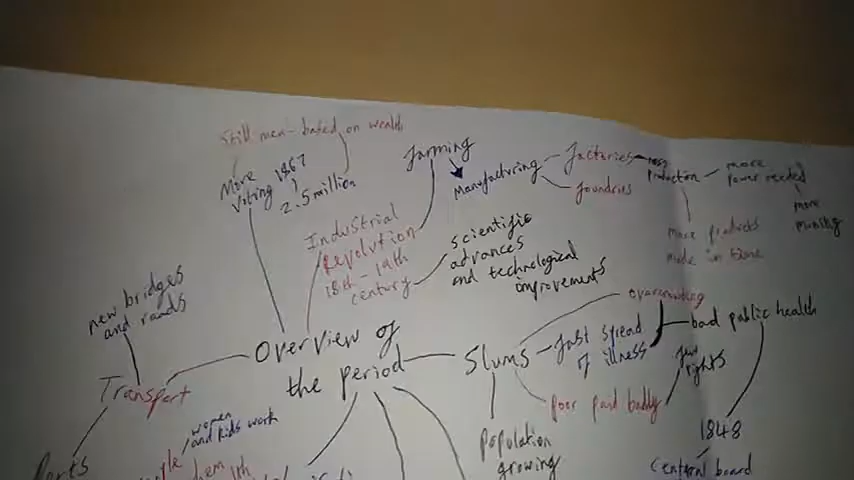 Still men-based on wealth
More voting 1867
2.5 million
farming
Manufacturing
factories
foundries
mass
production
more
power needed
more
mining
more products
made in time
Industrial
Revolution
18th - 19th
century
scientific
advances
and technological
improvements
new bridges
and roads
Transport
Ports
Overview of
the period
Slums
overcrowding
fast spread
of illness
bad public health
few
rights
poor paid badly
1848
Central board
Population
growing
women
and kids work